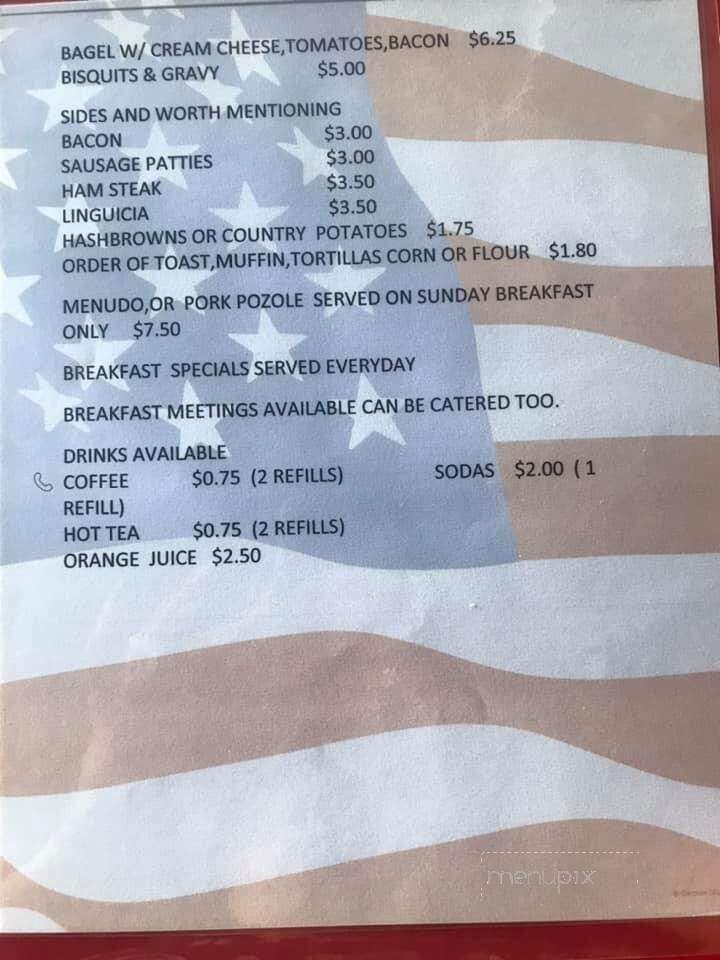 BAGEL W/ CREAM CHEESE,TOMATOES,BACON $6.25
BISQUITS & GRAVY $5.00
SIDES AND WORTH MENTIONING
BACON $3.00
SAUSAGE PATTIES $3.00
HAM STEAK $3.50
LINGUICIA $3.50
HASHBROWNS OR COUNTRY POTATOES $1.75
ORDER OF TOAST,MUFFIN,TORTILLAS CORN OR FLOUR $1.80
MENUDO,OR PORK POZOLE SERVED ON SUNDAY BREAKFAST
ONLY $7.50
BREAKFAST SPECIALS SERVED EVERYDAY
BREAKFAST MEETINGS AVAILABLE CAN BE CATERED TOO.
DRINKS AVAILABLE
COFFEE $0.75 (2 REFILLS) SODAS $2.00 ( 1
REFILL)
HOT TEA $0.75 (2 REFILLS)
ORANGE JUICE $2.50
menupix